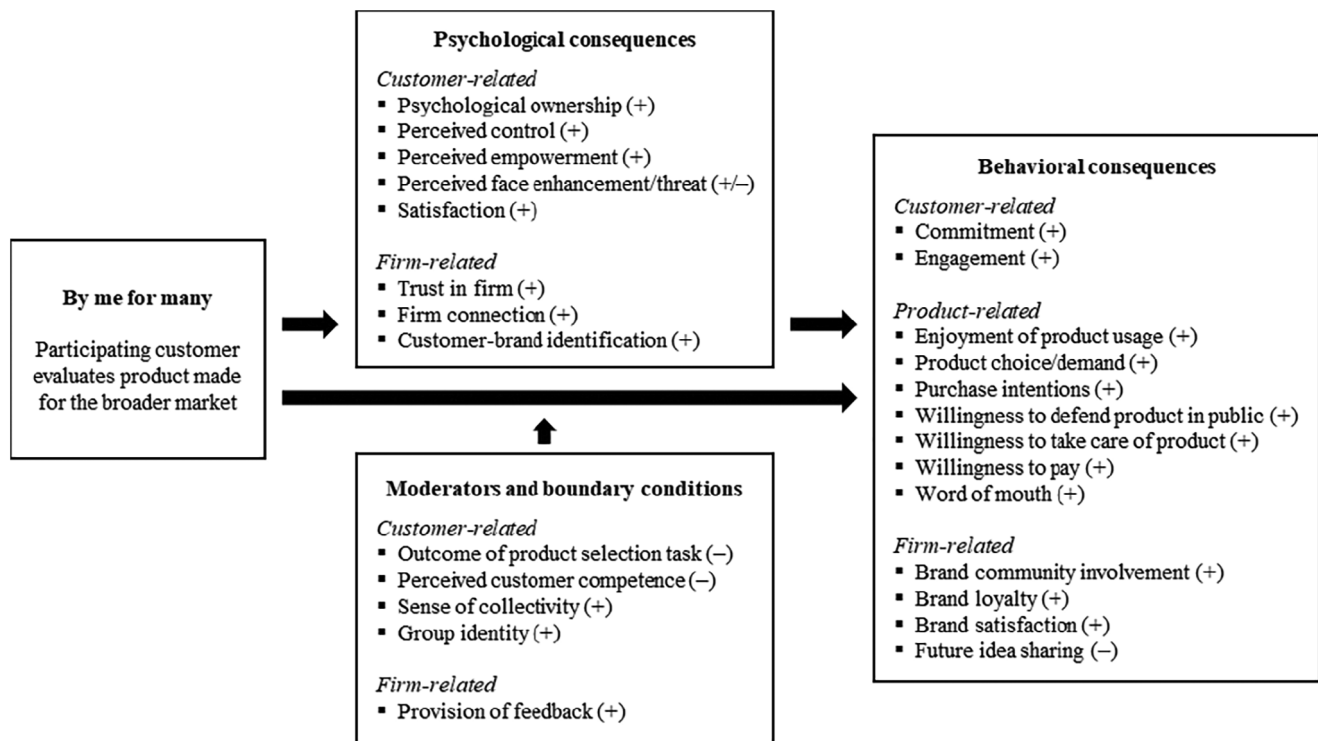 By me for many
Participating customer
evaluates product made
for the broader market
Psychological consequences
Customer-related
▪ Psychological ownership (+)
▪ Perceived control (+)
▪ Perceived empowerment (+)
▪ Perceived face enhancement/threat (+/–)
▪ Satisfaction (+)
Firm-related
▪ Trust in firm (+)
▪ Firm connection (+)
▪ Customer-brand identification (+)
Moderators and boundary conditions
Customer-related
▪ Outcome of product selection task (–)
▪ Perceived customer competence (–)
▪ Sense of collectivity (+)
▪ Group identity (+)
Firm-related
▪ Provision of feedback (+)
Behavioral consequences
Customer-related
▪ Commitment (+)
▪ Engagement (+)
Product-related
▪ Enjoyment of product usage (+)
▪ Product choice/demand (+)
▪ Purchase intentions (+)
▪ Willingness to defend product in public (+)
▪ Willingness to take care of product (+)
▪ Willingness to pay (+)
▪ Word of mouth (+)
Firm-related
▪ Brand community involvement (+)
▪ Brand loyalty (+)
▪ Brand satisfaction (+)
▪ Future idea sharing (–)